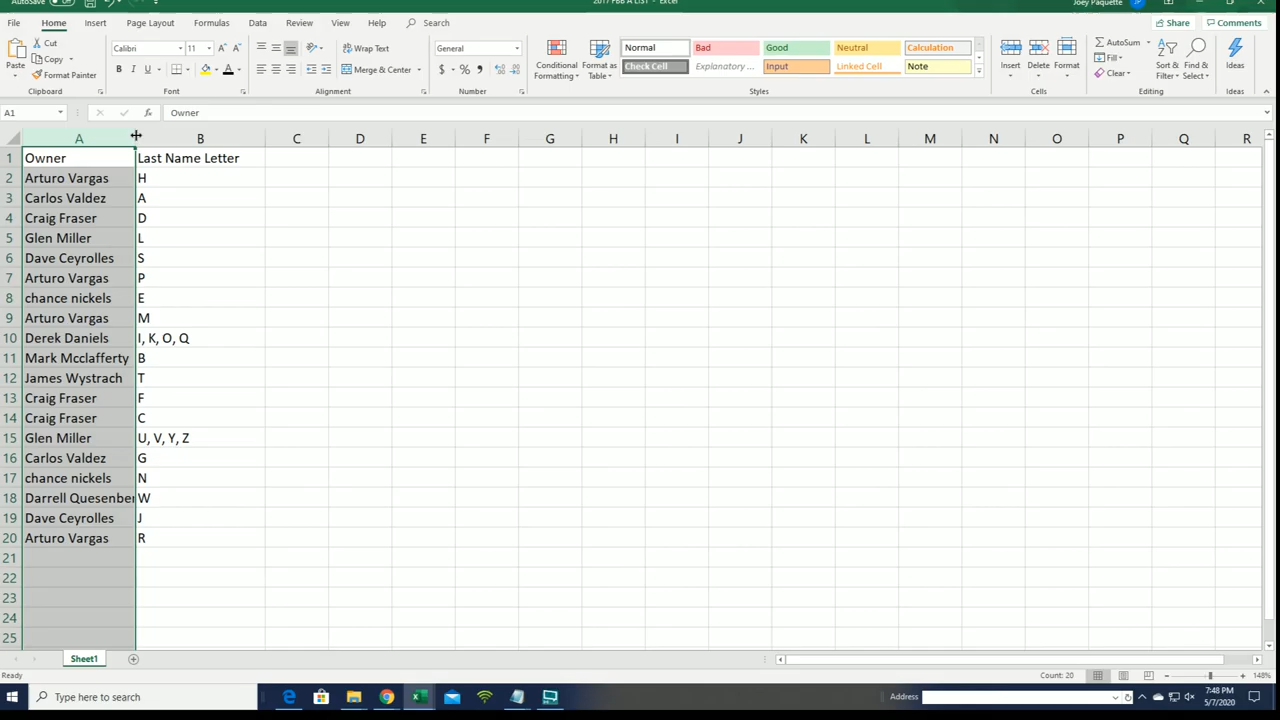 AutoSave Off 2017 FBB A LIST - Excel Joey Paquette
File Home Insert Page Layout Formulas Data Review View Help Search Share Comments
Paste Cut Copy Format Painter
Calibri 11 B I U A
Wrap Text Merge & Center
General $ % ,
Conditional Formatting Format as Table
Normal Bad Good Neutral Calculation
Check Cell Explanatory ... Input Linked Cell Note
Insert Delete Format
AutoSum Fill Clear Sort & Filter Find & Select Ideas
Clipboard Font Alignment Number Styles Cells Editing Ideas
A1 fx Owner
A B C D E F G H I J K L M N O P Q R
1 Owner Last Name Letter
2 Arturo Vargas H
3 Carlos Valdez A
4 Craig Fraser D
5 Glen Miller L
6 Dave Ceyrolles S
7 Arturo Vargas P
8 chance nickels E
9 Arturo Vargas M
10 Derek Daniels I, K, O, Q
11 Mark Mcclafferty B
12 James Wystrach T
13 Craig Fraser F
14 Craig Fraser C
15 Glen Miller U, V, Y, Z
16 Carlos Valdez G
17 chance nickels N
18 Darrell Quesenber W
19 Dave Ceyrolles J
20 Arturo Vargas R
21
22
23
24
25
Sheet1
Ready Count: 20 148%
Type here to search Address 7:48 PM
5/7/2020